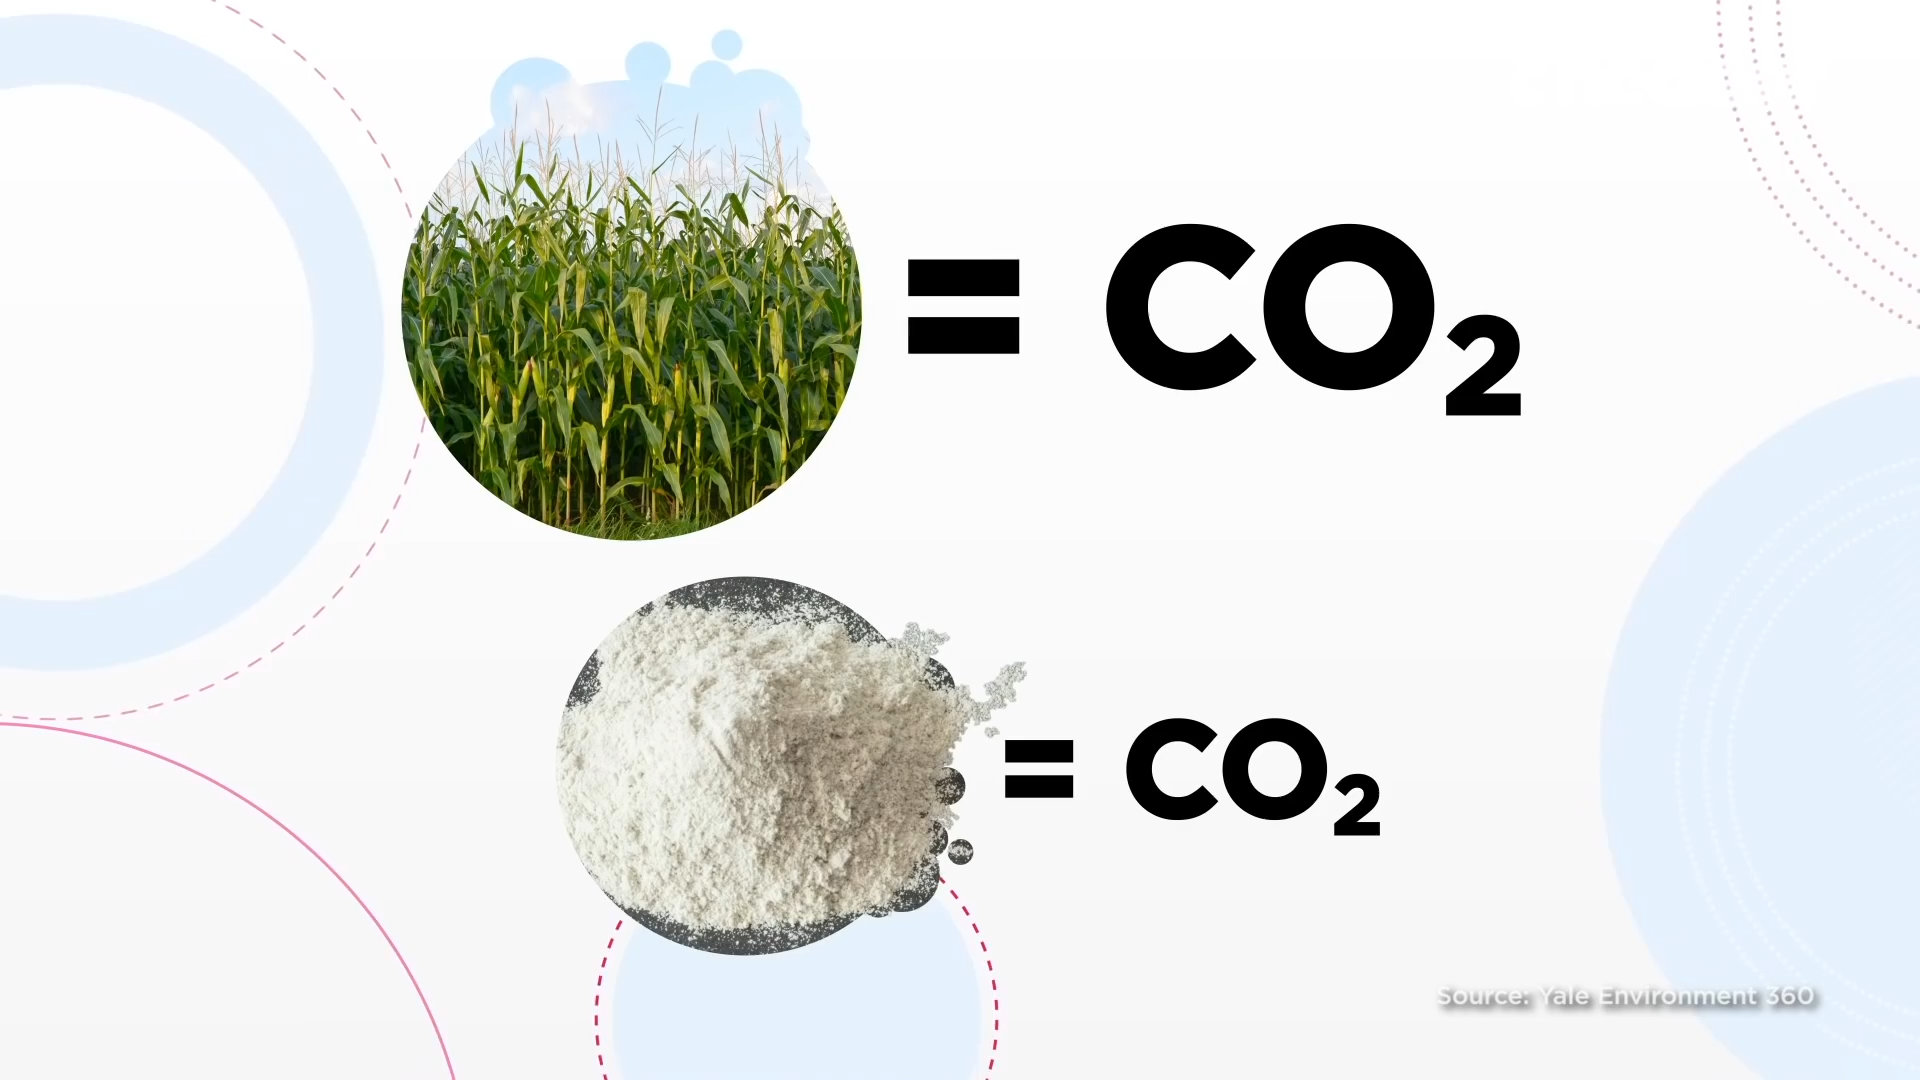 = CO₂
= CO₂
Source: Yale Environment 360